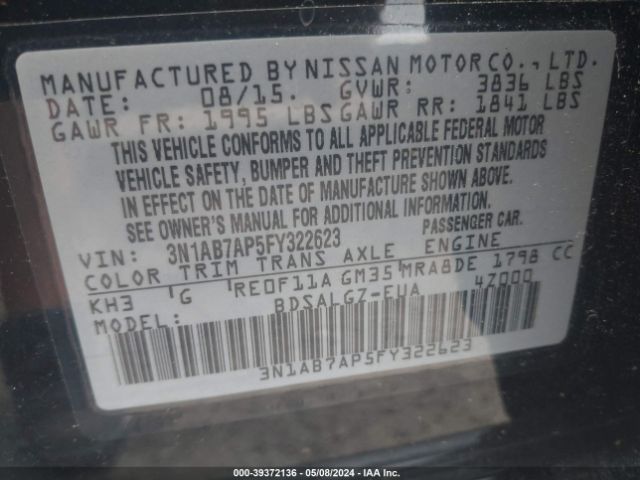 MANUFACTURED BY NISSAN MOTOR CO., LTD.
DATE: 08/15. GVWR: 3836 LBS
GAWR FR: 1995 LBS GAWR RR: 1841 LBS
THIS VEHICLE CONFORMS TO ALL APPLICABLE FEDERAL MOTOR
VEHICLE SAFETY, BUMPER AND THEFT PREVENTION STANDARDS
IN EFFECT ON THE DATE OF MANUFACTURE SHOWN ABOVE.
SEE OWNER'S MANUAL FOR ADDITIONAL INFORMATION.
VIN: 3N1AB7AP5FY322623 PASSENGER CAR.
COLOR TRIM TRANS AXLE ENGINE
KH3 G RE0F11A GM35 MRA8DE 1798 CC
MODEL: BDSALGZ-EUA 4Z000
3N1AB7AP5FY322623
000-39372136 - 05/08/2024 - IAA Inc.